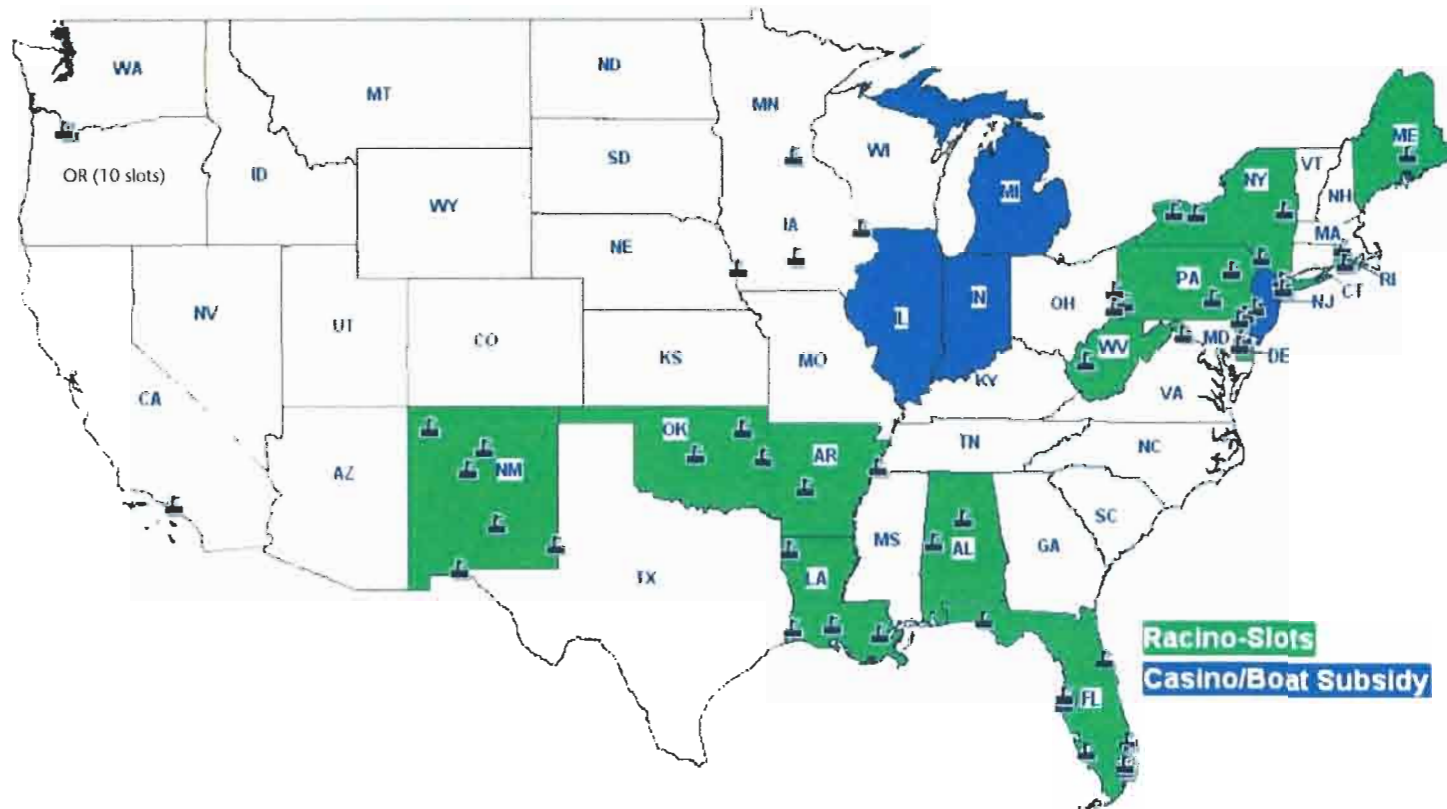 WA
MT
ND
MN
ME
VT
NH
NY
MA
RI
CT
NJ
OR (10 slots)
ID
SD
WI
MI
WY
IA
NE
PA
OH
IL
IN
NV
UT
CO
KS
MO
WV
MD
DE
VA
KY
CA
AZ
NM
OK
AR
TN
NC
SC
MS
AL
GA
TX
LA
FL
Racino-Slots
Casino/Boat Subsidy